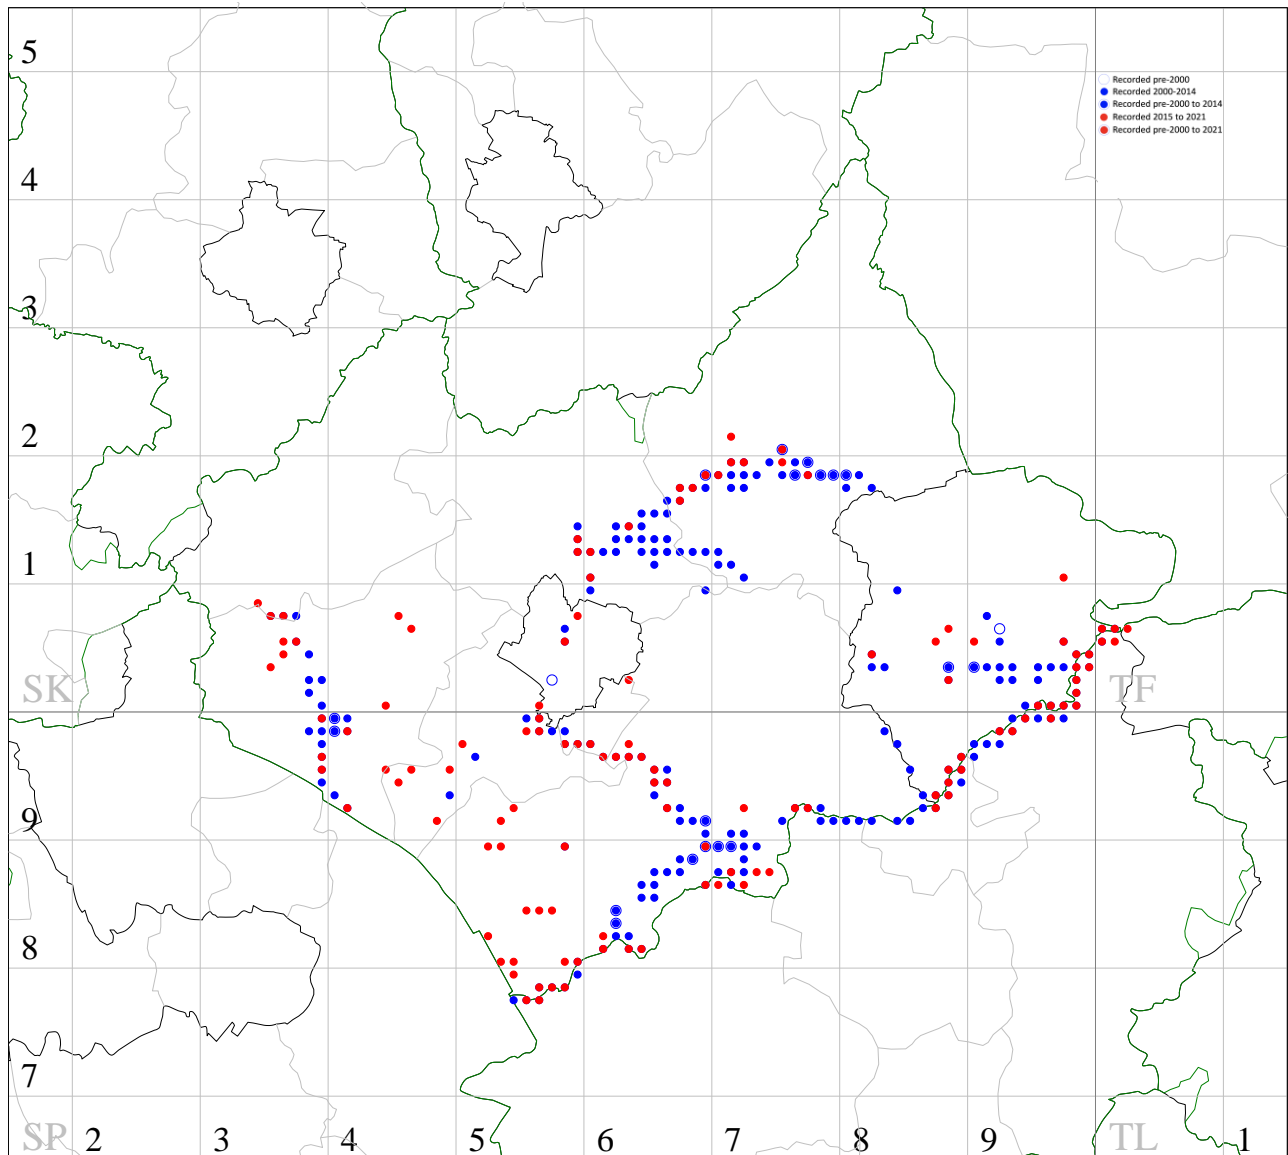 5
Recorded pre-2000
Recorded 2000-2014
Recorded pre-2000 to 2014
Recorded 2015 to 2021
Recorded pre-2000 to 2021
4
3
2
1
SK
TF
9
8
7
SP 2 3 4 5 6 7 8 9 TL 1